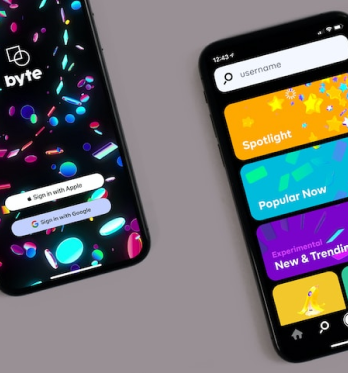 byte
Sign in with Apple
Sign in with Google
12:43
username
Spotlight
Popular Now
Experimental
New & Trendin